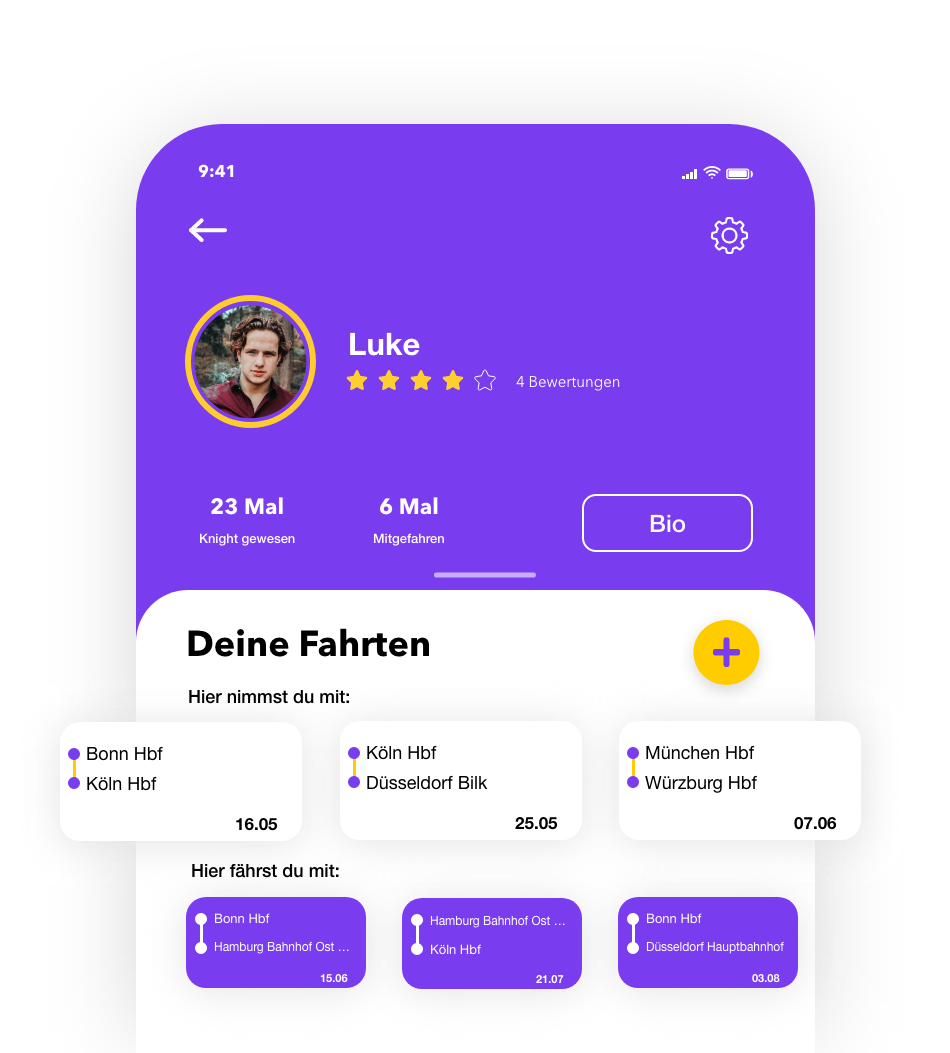 9:41
Luke
4 Bewertungen
23 Mal
Knight gewesen
6 Mal
Mitgefahren
Bio
Deine Fahrten
Hier nimmst du mit:
Bonn Hbf
Köln Hbf
16.05
Köln Hbf
Düsseldorf Bilk
25.05
München Hbf
Würzburg Hbf
07.06
Hier fährst du mit:
Bonn Hbf
Hamburg Bahnhof Ost ...
15.06
Hamburg Bahnhof Ost ...
Köln Hbf
21.07
Bonn Hbf
Düsseldorf Hauptbahnhof
03.08